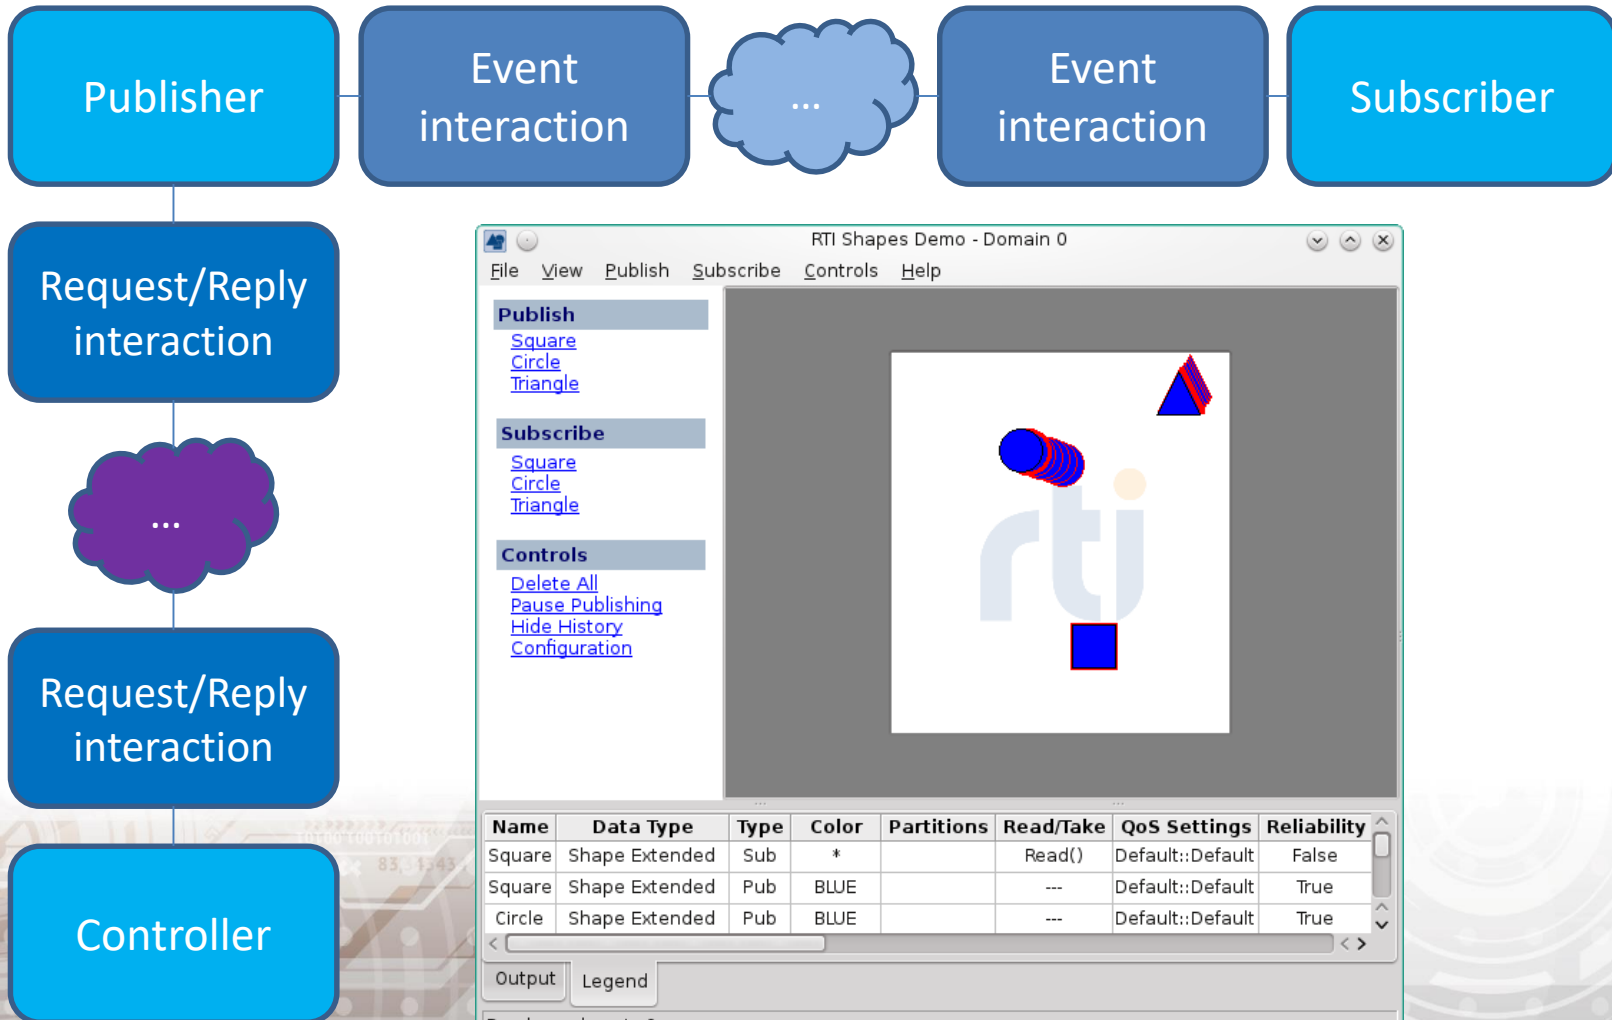 Publisher
Event
interaction
...
Event
interaction
Subscriber
Request/Reply
interaction
...
Request/Reply
interaction
Controller
RTI Shapes Demo - Domain 0
File View Publish Subscribe Controls Help
Publish
Square
Circle
Triangle
Subscribe
Square
Circle
Triangle
Controls
Delete All
Pause Publishing
Hide History
Configuration
rti
Name Data Type Type Color Partitions Read/Take QoS Settings Reliability
Square Shape Extended Sub * Read() Default::Default False
Square Shape Extended Pub BLUE --- Default::Default True
Circle Shape Extended Pub BLUE --- Default::Default True
Output Legend